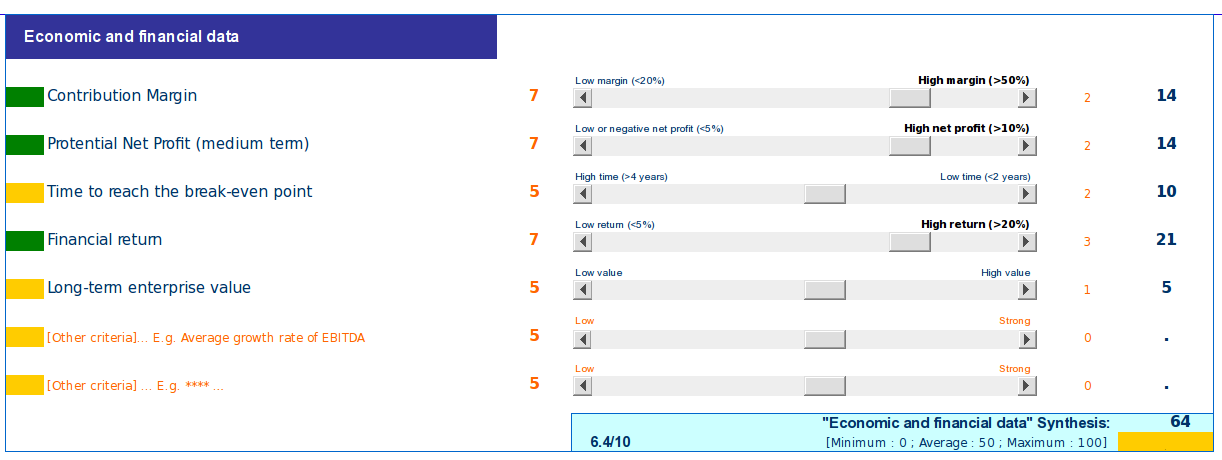 Economic and financial data
Low margin (<20%) High margin (>50%)
Contribution Margin 7 2 14
Low or negative net profit (<5%) High net profit (>10%)
Protential Net Profit (medium term) 7 2 14
High time (>4 years) Low time (<2 years)
Time to reach the break-even point 5 2 10
Low return (<5%) High return (>20%)
Financial return 7 3 21
Low value High value
Long-term enterprise value 5 1 5
Low Strong
[Other criteria]... E.g. Average growth rate of EBITDA 5 0 .
Low Strong
[Other criteria] ... E.g. **** ... 5 0 .
"Economic and financial data" Synthesis: 64
6.4/10 [Minimum : 0 ; Average : 50 ; Maximum : 100]